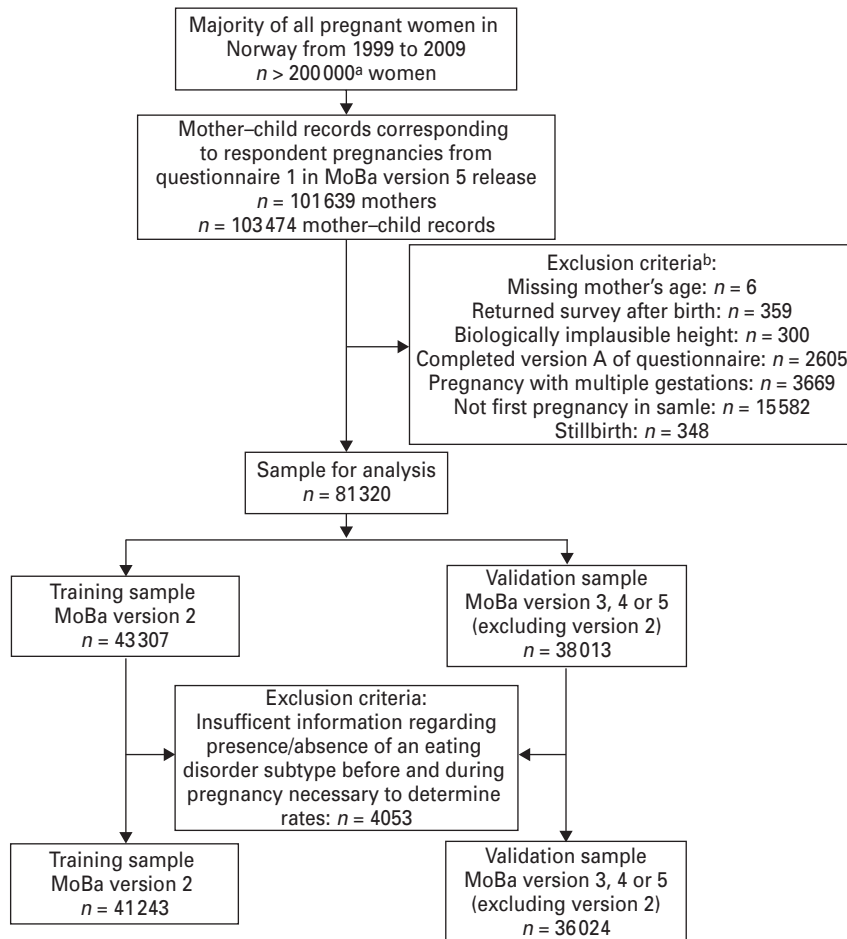 Majority of all pregnant women in
Norway from 1999 to 2009
n > 200 000ᵃ women
Mother–child records corresponding
to respondent pregnancies from
questionnaire 1 in MoBa version 5 release
n = 101 639 mothers
n = 103 474 mother–child records
Exclusion criteriaᵇ:
Missing mother's age: n = 6
Returned survey after birth: n = 359
Biologically implausible height: n = 300
Completed version A of questionnaire: n = 2605
Pregnancy with multiple gestations: n = 3669
Not first pregnancy in samle: n = 15 582
Stillbirth: n = 348
Sample for analysis
n = 81 320
Training sample
MoBa version 2
n = 43 307
Validation sample
MoBa version 3, 4 or 5
(excluding version 2)
n = 38 013
Exclusion criteria:
Insufficent information regarding
presence/absence of an eating
disorder subtype before and during
pregnancy necessary to determine
rates: n = 4053
Training sample
MoBa version 2
n = 41 243
Validation sample
MoBa version 3, 4 or 5
(excluding version 2)
n = 36 024